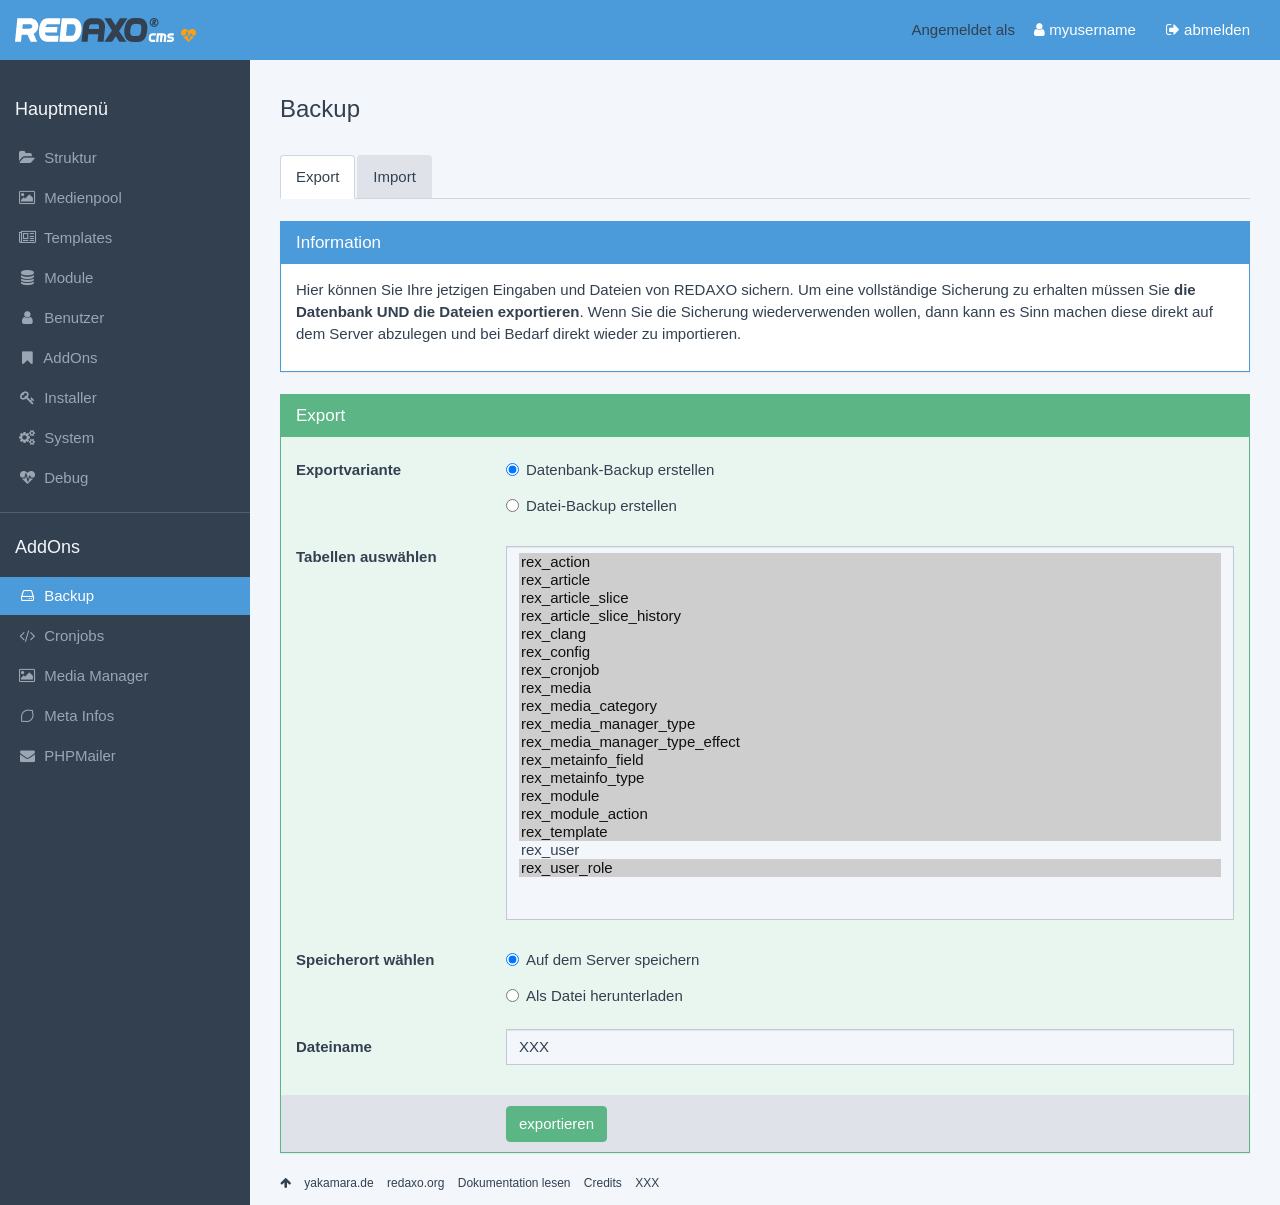 REDAXO® cms
Angemeldet als myusername abmelden
Hauptmenü
Struktur
Medienpool
Templates
Module
Benutzer
AddOns
Installer
System
Debug
AddOns
Backup
Cronjobs
Media Manager
Meta Infos
PHPMailer
Backup
Export Import
Information
Hier können Sie Ihre jetzigen Eingaben und Dateien von REDAXO sichern. Um eine vollständige Sicherung zu erhalten müssen Sie die
Datenbank UND die Dateien exportieren. Wenn Sie die Sicherung wiederverwenden wollen, dann kann es Sinn machen diese direkt auf
dem Server abzulegen und bei Bedarf direkt wieder zu importieren.
Export
Exportvariante Datenbank-Backup erstellen
Datei-Backup erstellen
Tabellen auswählen
rex_action
rex_article
rex_article_slice
rex_article_slice_history
rex_clang
rex_config
rex_cronjob
rex_media
rex_media_category
rex_media_manager_type
rex_media_manager_type_effect
rex_metainfo_field
rex_metainfo_type
rex_module
rex_module_action
rex_template
rex_user
rex_user_role
Speicherort wählen Auf dem Server speichern
Als Datei herunterladen
Dateiname XXX
exportieren
yakamara.de redaxo.org Dokumentation lesen Credits XXX